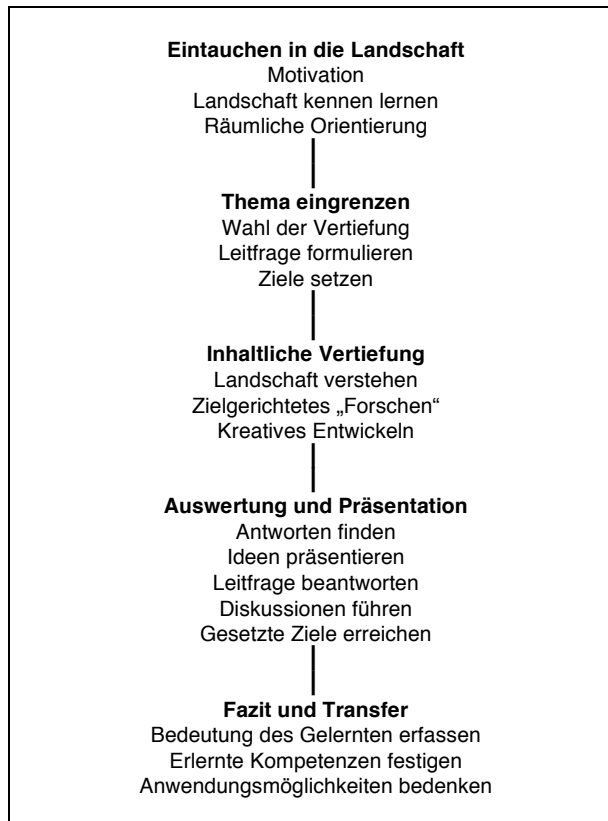 Eintauchen in die Landschaft
Motivation
Landschaft kennen lernen
Räumliche Orientierung
Thema eingrenzen
Wahl der Vertiefung
Leitfrage formulieren
Ziele setzen
Inhaltliche Vertiefung
Landschaft verstehen
Zielgerichtetes „Forschen“
Kreatives Entwickeln
Auswertung und Präsentation
Antworten finden
Ideen präsentieren
Leitfrage beantworten
Diskussionen führen
Gesetzte Ziele erreichen
Fazit und Transfer
Bedeutung des Gelernten erfassen
Erlernte Kompetenzen festigen
Anwendungsmöglichkeiten bedenken